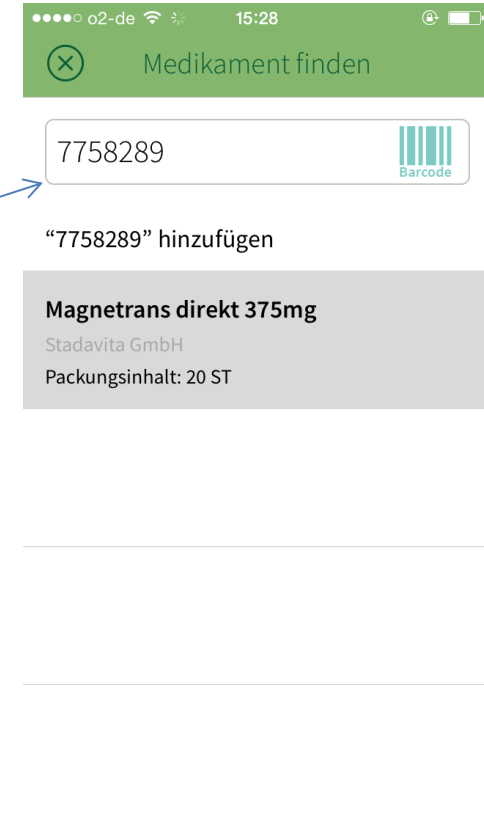 o2-de 15:28
Medikament finden
7758289
Barcode
“7758289” hinzufügen
Magnetrans direkt 375mg
Stadavita GmbH
Packungsinhalt: 20 ST